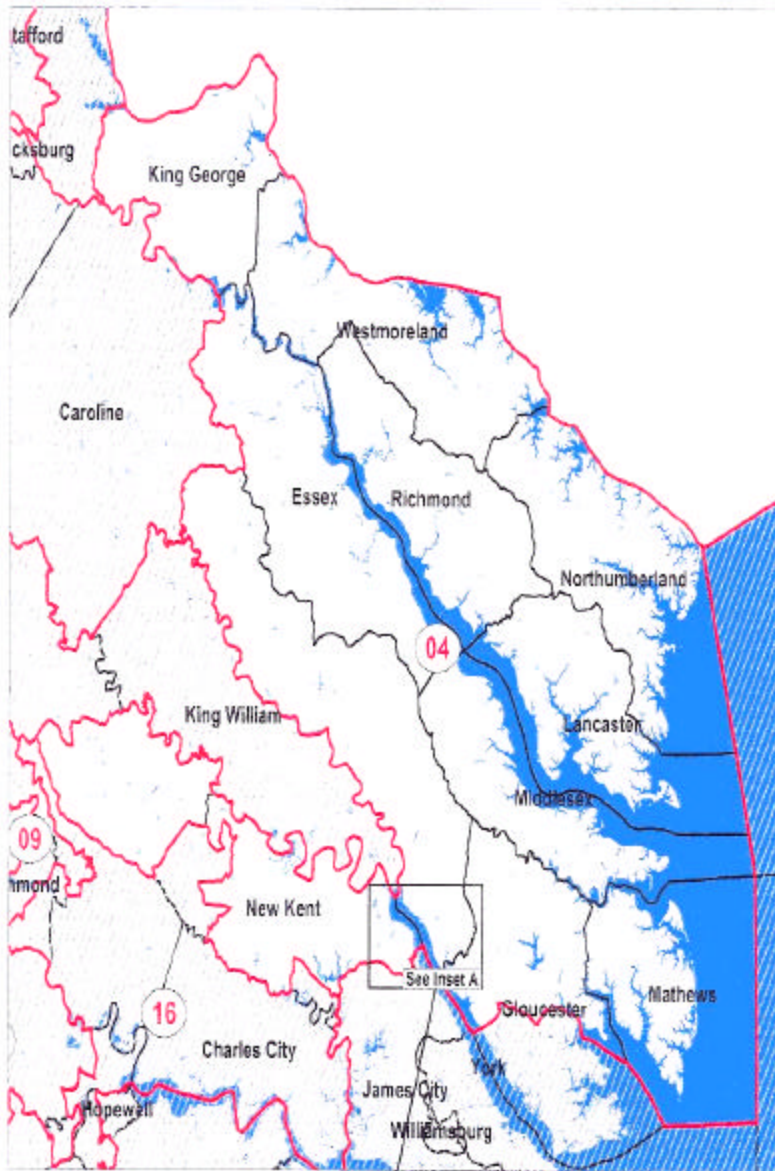 tafford
cksburg
King George
Westmoreland
Caroline
Essex
Richmond
Northumberland
04
King William
Lancaster
Middlesex
09
hmond
New Kent
See Inset A
Gloucester
Mathews
16
Charles City
York
James City
Hopewell
Williamsburg